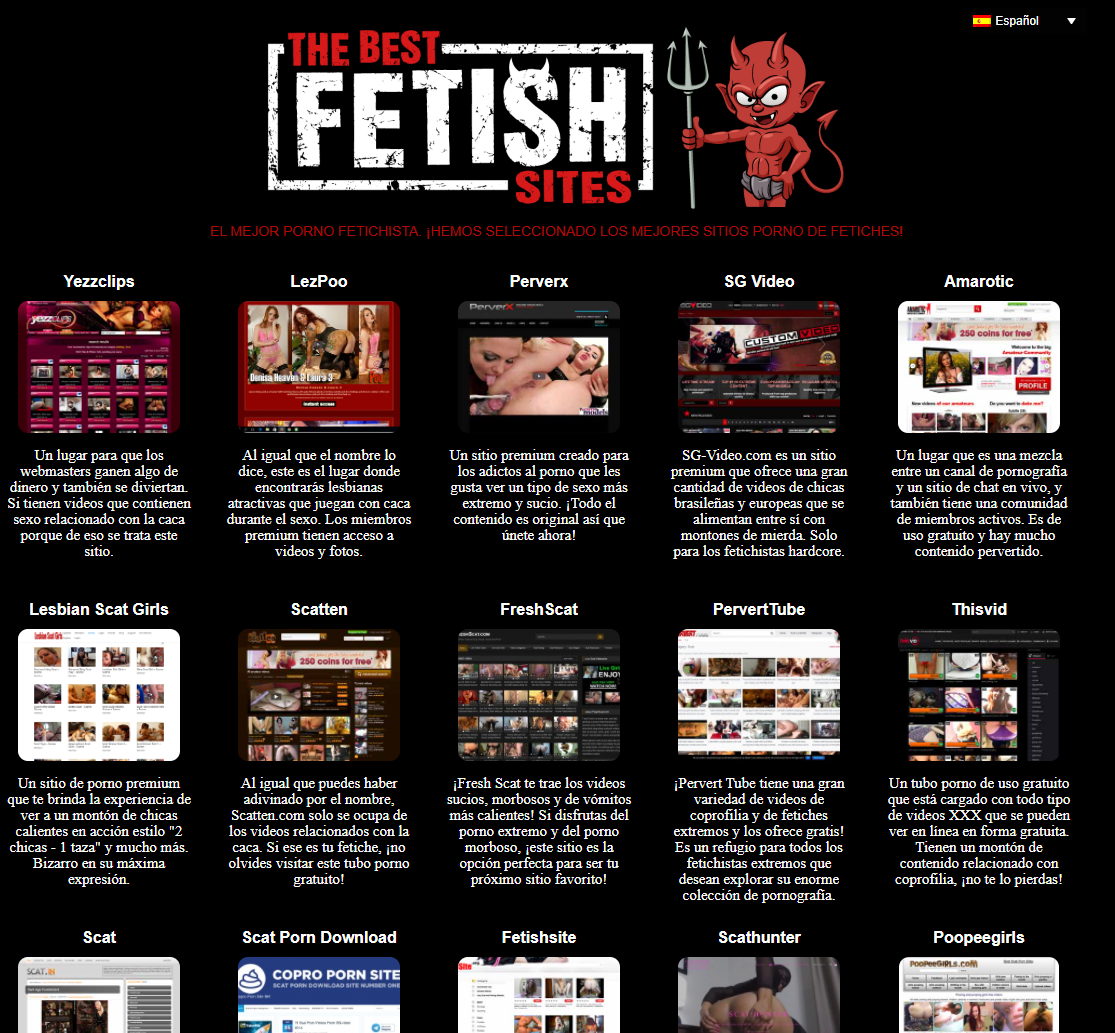 Español
THE BEST
FETISH
SITES
EL MEJOR PORNO FETICHISTA. ¡HEMOS SELECCIONADO LOS MEJORES SITIOS PORNO DE FETICHES!
Yezzclips
LezPoo
Perverx
SG Video
Amarotic
Un lugar para que los
webmasters ganen algo de
dinero y también se diviertan.
Si tienen videos que contienen
sexo relacionado con la caca
porque de eso se trata este
sitio.
Al igual que el nombre lo
dice, este es el lugar donde
encontrarás lesbianas
atractivas que juegan con caca
durante el sexo. Los miembros
premium tienen acceso a
videos y fotos.
Un sitio premium creado para
los adictos al porno que les
gusta ver un tipo de sexo más
extremo y sucio. ¡Todo el
contenido es original así que
únete ahora!
SG-Video.com es un sitio
premium que ofrece una gran
cantidad de videos de chicas
brasileñas y europeas que se
alimentan entre sí con
montones de mierda. Solo
para los fetichistas hardcore.
Un lugar que es una mezcla
entre un canal de pornografía
y un sitio de chat en vivo, y
también tiene una comunidad
de miembros activos. Es de
uso gratuito y hay mucho
contenido pervertido.
Lesbian Scat Girls
Scatten
FreshScat
PervertTube
Thisvid
Un sitio de porno premium
que te brinda la experiencia de
ver a un montón de chicas
calientes en acción estilo "2
chicas - 1 taza" y mucho más.
Bizarro en su máxima
expresión.
Al igual que puedes haber
adivinado por el nombre,
Scatten.com solo se ocupa de
los videos relacionados con la
caca. Si ese es tu fetiche, ¡no
olvides visitar este tubo porno
gratuito!
¡Fresh Scat te trae los videos
sucios, morbosos y de vómitos
más calientes! Si disfrutas del
porno extremo y del porno
morboso, ¡este sitio es la
opción perfecta para ser tu
próximo sitio favorito!
¡Pervert Tube tiene una gran
variedad de videos de
coprofilia y de fetiches
extremos y los ofrece gratis!
Es un refugio para todos los
fetichistas extremos que
desean explorar su enorme
colección de pornografía.
Un tubo porno de uso gratuito
que está cargado con todo tipo
de videos XXX que se pueden
ver en línea en forma gratuita.
Tienen un montón de
contenido relacionado con
coprofilia, ¡no te lo pierdas!
Scat
Scat Porn Download
Fetishsite
Scathunter
Poopeegirls
COPRO PORN SITE
SCAT PORN DOWNLOAD SITE NUMBER ONE
PooPeeGirls.com